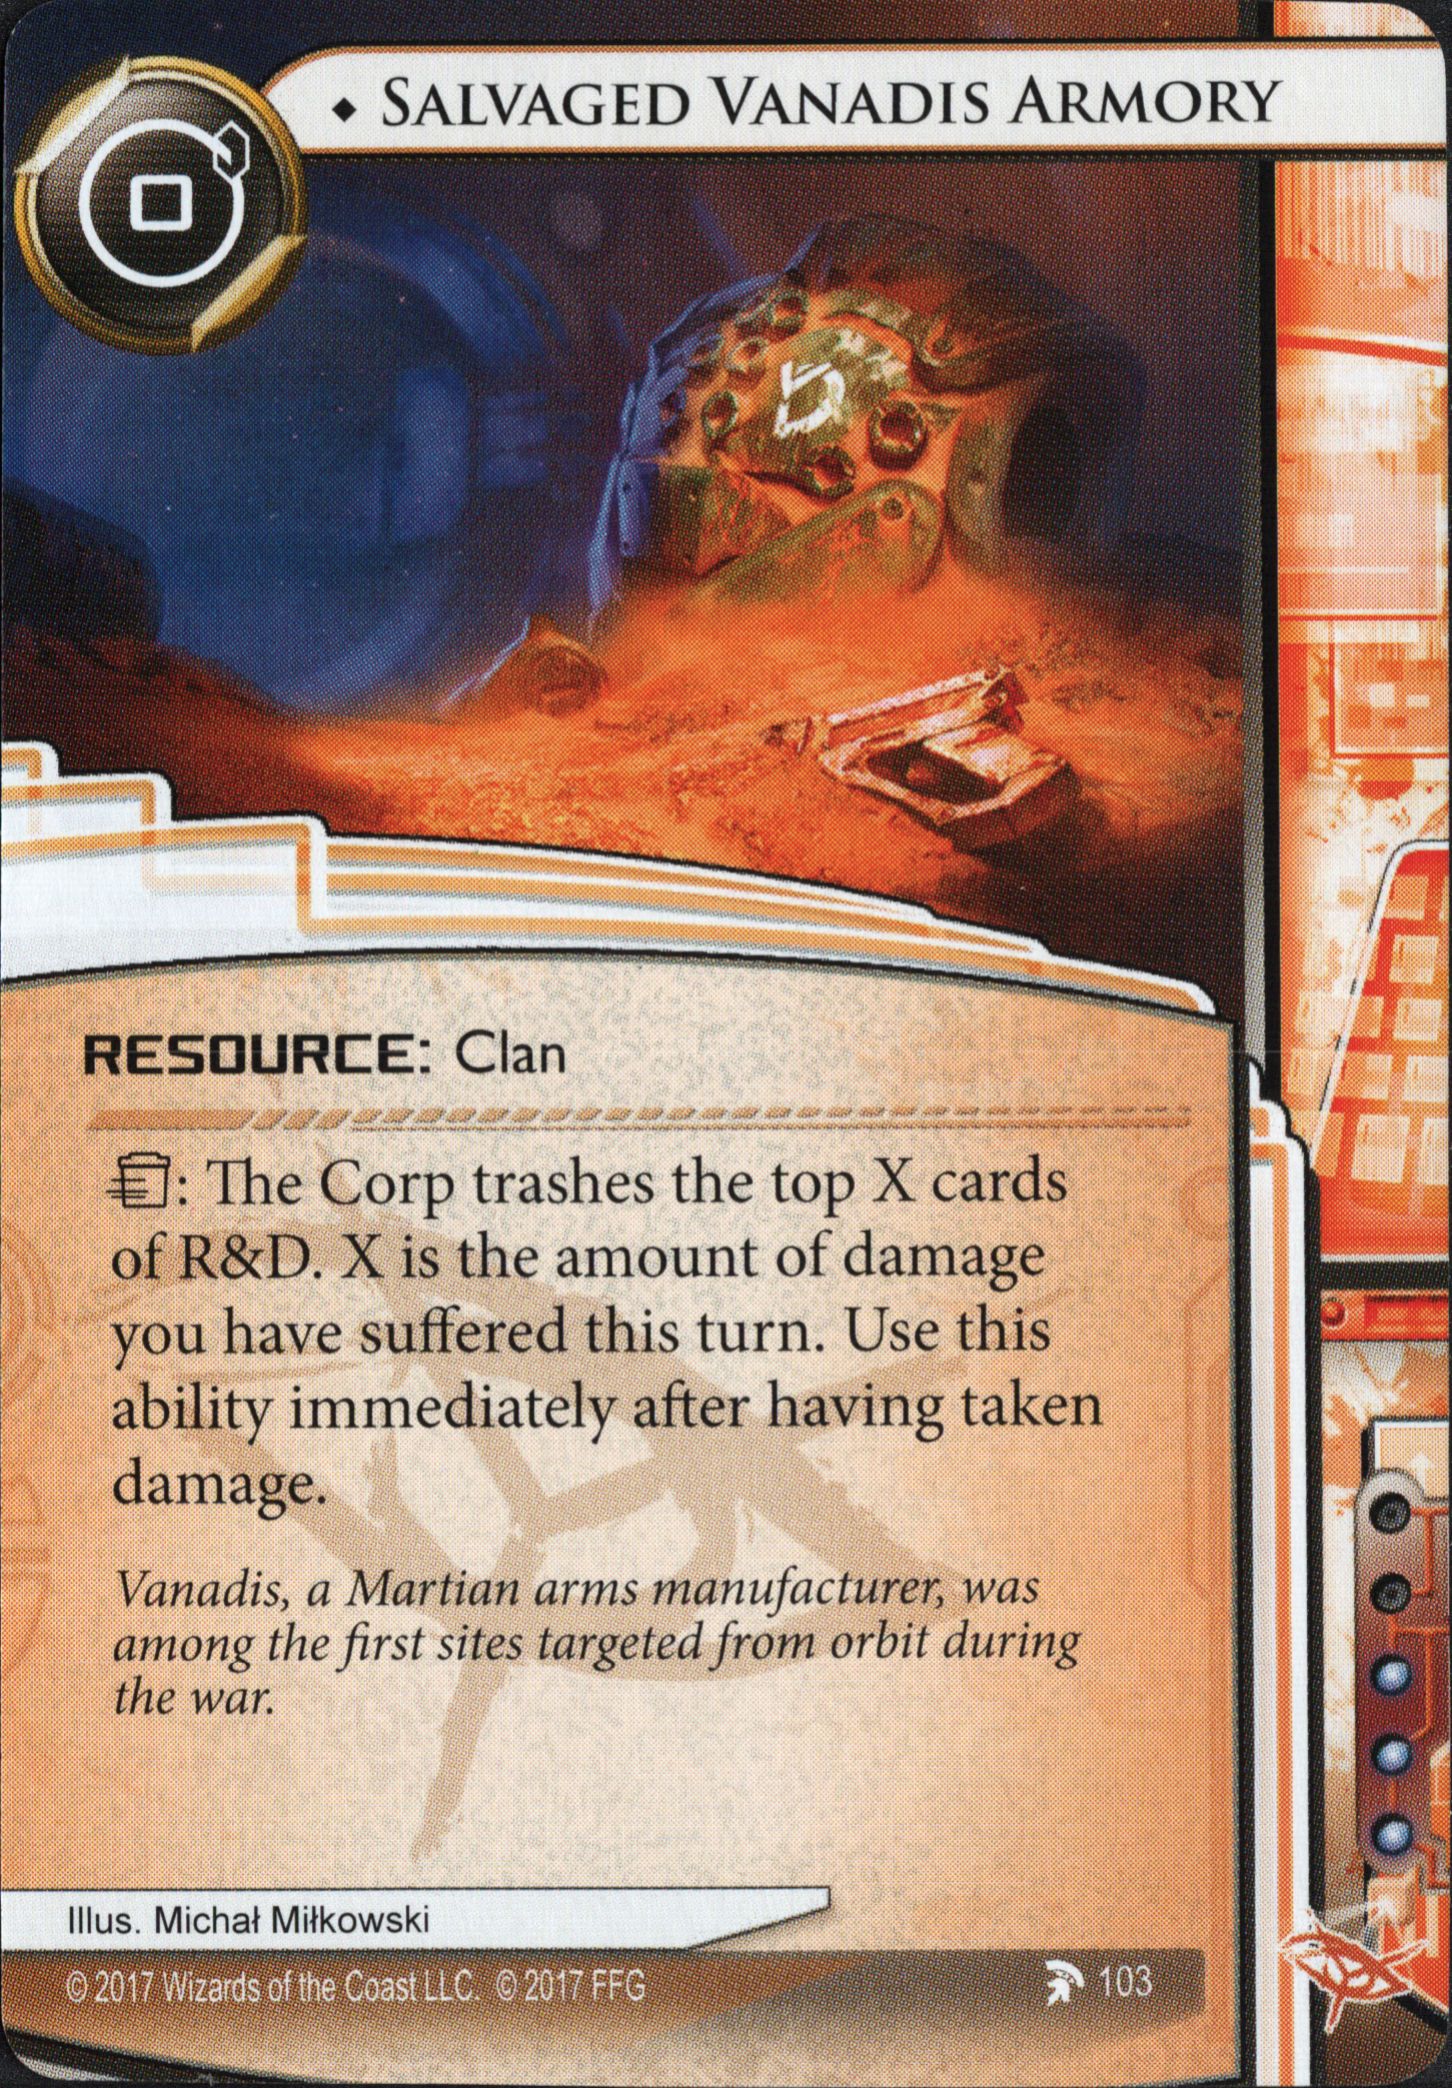 ◆ SALVAGED VANADIS ARMORY
0
RESOURCE: Clan
: The Corp trashes the top X cards
of R&D. X is the amount of damage
you have suffered this turn. Use this
ability immediately after having taken
damage.
Vanadis, a Martian arms manufacturer, was
among the first sites targeted from orbit during
the war.
Illus. Michał Miłkowski
© 2017 Wizards of the Coast LLC. © 2017 FFG
103